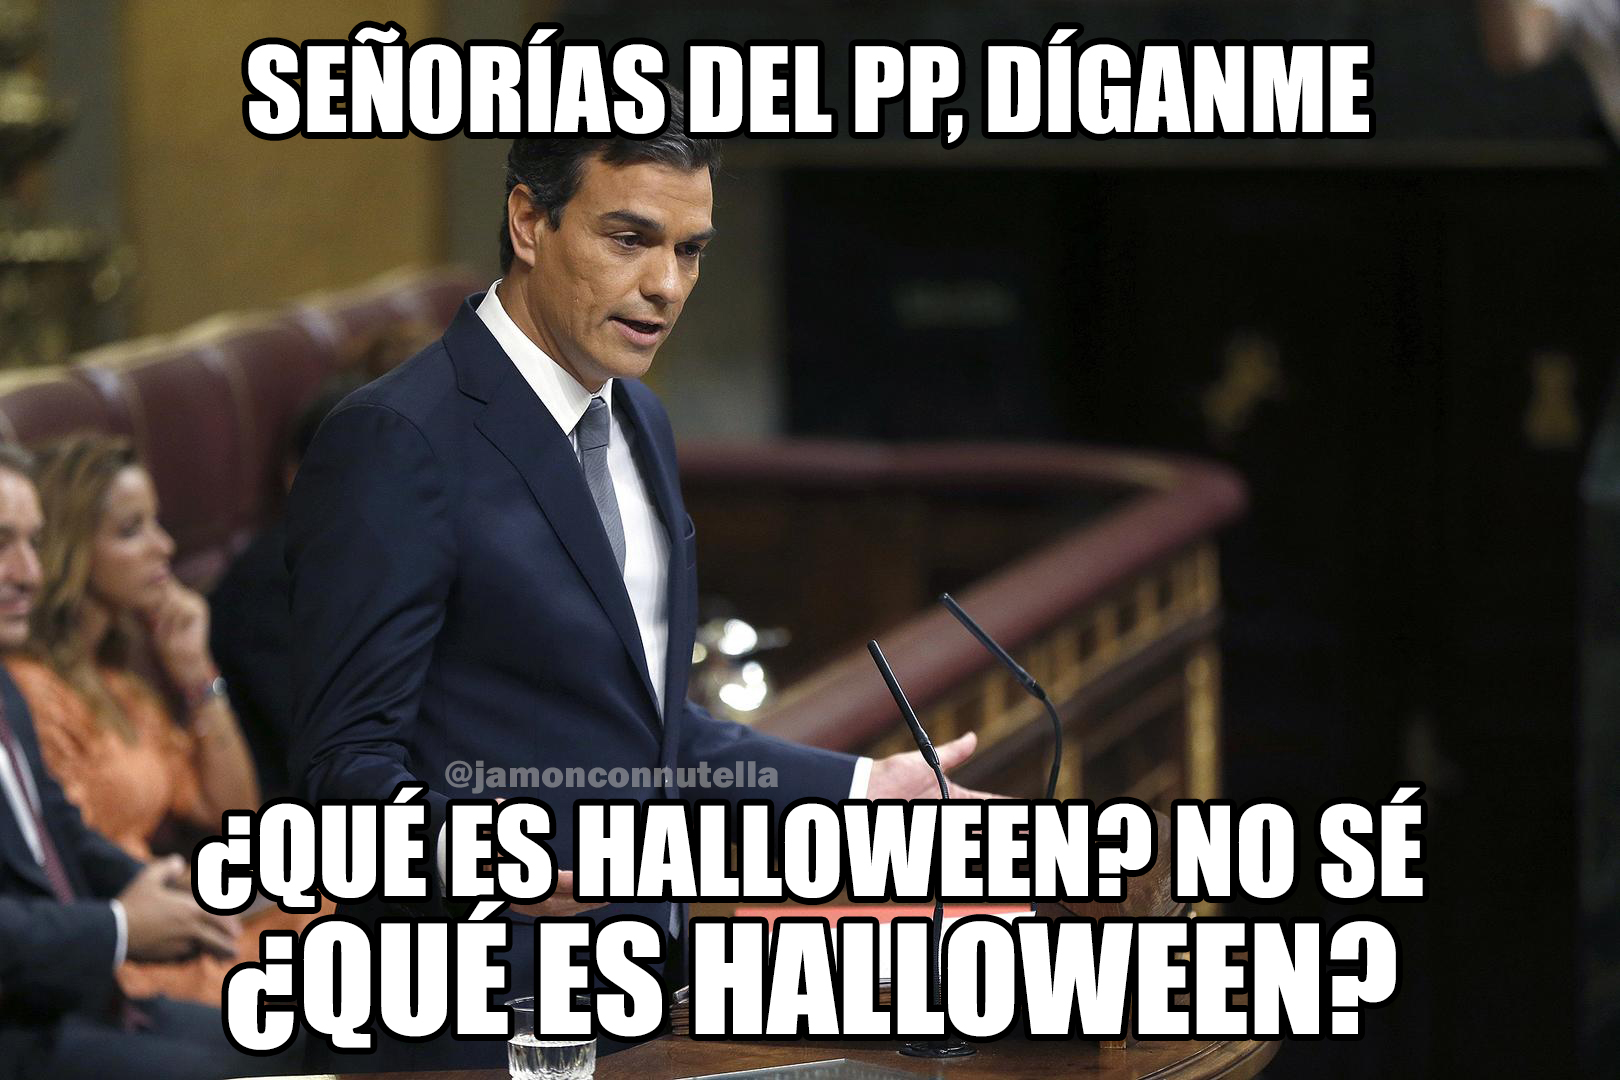 SEÑORÍAS DEL PP, DÍGANME
@jamonconnutella
¿QUÉ ES HALLOWEEN? NO SÉ
¿QUÉ ES HALLOWEEN?